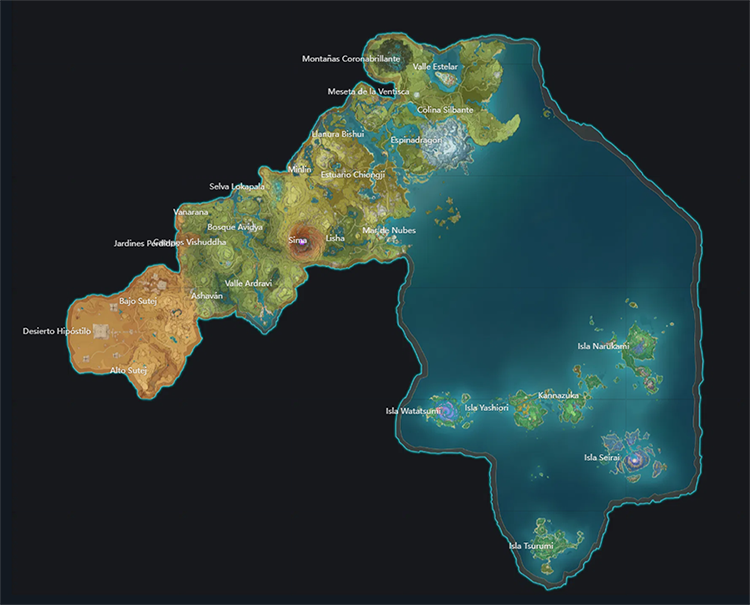 Montañas Coronabrillante
Valle Estelar
Meseta de la Ventisca
Colina Silbante
Llanura Bishui
Espinadragón
Minlin
Estuario Chiongji
Selva Lokapala
Vanarana
Bosque Avidya
Mar de Nubes
Sima
Lisha
Jardines Perdidos
Vishuddha
Valle Ardravi
Ashaván
Bajo Sutej
Desierto Hipóstilo
Alto Sutej
Isla Narukami
Kannazuka
Isla Watatsumi
Isla Yashiori
Isla Seirai
Isla Tsurumi